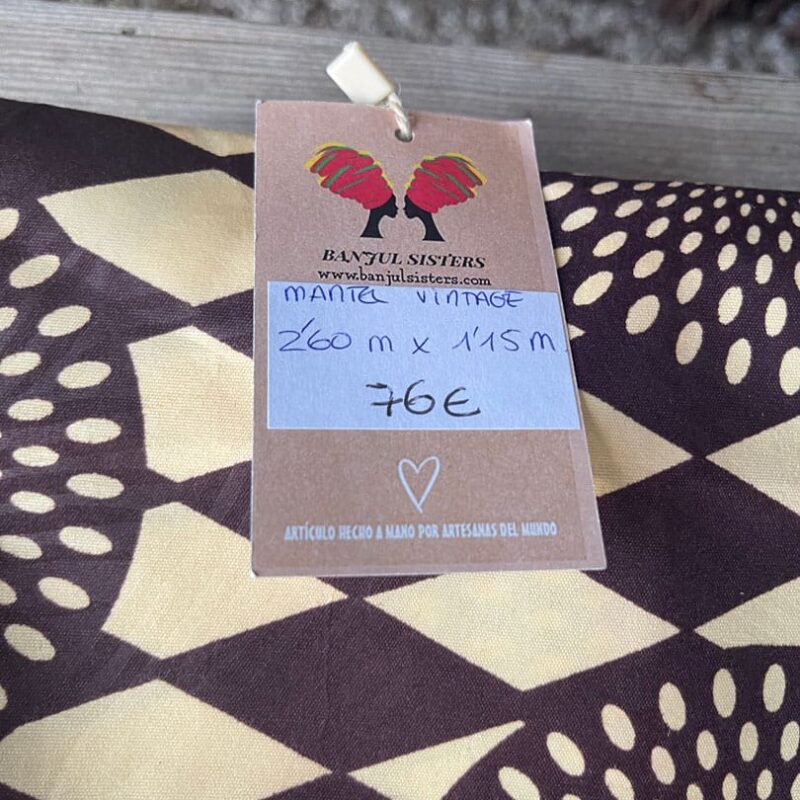 BANJUL SISTERS
www.banjulsisters.com
MANTEL VINTAGE
2'60 m x 1'15 m.
76€
ARTÍCULO HECHO A MANO POR ARTESANAS DEL MUNDO